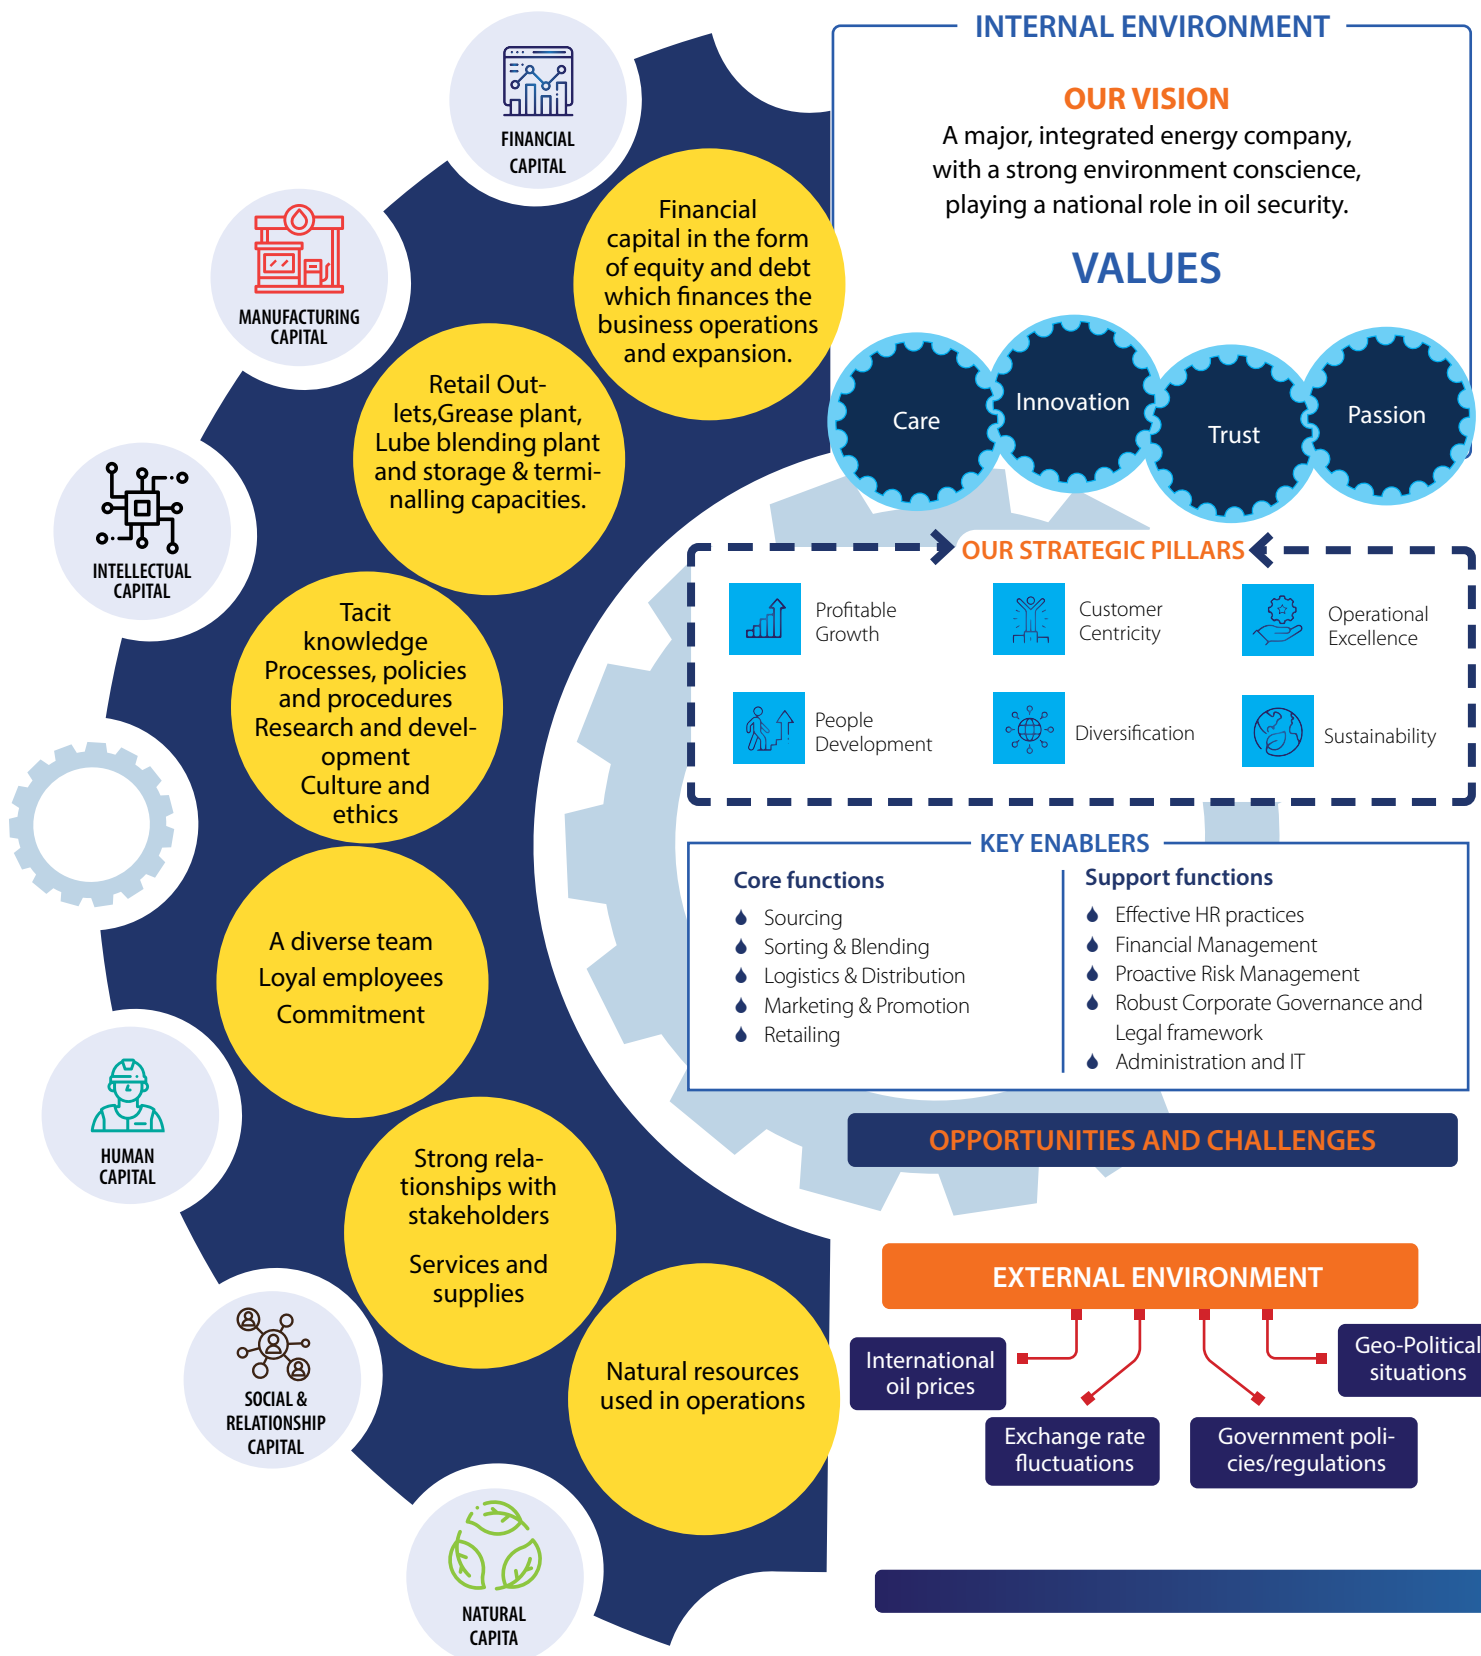 FINANCIAL
CAPITAL
Financial
capital in the form
of equity and debt
which finances the
business operations
and expansion.
MANUFACTURING
CAPITAL
Retail Out-
lets,Grease plant,
Lube blending plant
and storage & termi-
nalling capacities.
INTELLECTUAL
CAPITAL
Tacit
knowledge
Processes, policies
and procedures
Research and devel-
opment
Culture and
ethics
A diverse team
Loyal employees
Commitment
HUMAN
CAPITAL
Strong rela-
tionships with
stakeholders
Services and
supplies
SOCIAL &
RELATIONSHIP
CAPITAL
Natural resources
used in operations
NATURAL
CAPITA
INTERNAL ENVIRONMENT
OUR VISION
A major, integrated energy company,
with a strong environment conscience,
playing a national role in oil security.
VALUES
Care
Innovation
Trust
Passion
OUR STRATEGIC PILLARS
Profitable
Growth
Customer
Centricity
Operational
Excellence
People
Development
Diversification
Sustainability
KEY ENABLERS
Core functions
Sourcing
Sorting & Blending
Logistics & Distribution
Marketing & Promotion
Retailing
Support functions
Effective HR practices
Financial Management
Proactive Risk Management
Robust Corporate Governance and
Legal framework
Administration and IT
OPPORTUNITIES AND CHALLENGES
EXTERNAL ENVIRONMENT
International
oil prices
Exchange rate
fluctuations
Government poli-
cies/regulations
Geo-Political
situations